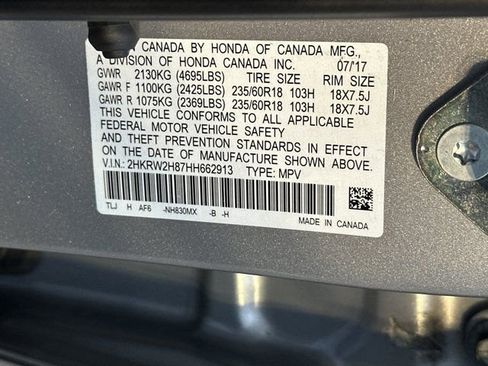 CANADA BY HONDA OF CANADA MFG.,
A DIVISION OF HONDA CANADA INC. 07/17
GVWR 2130KG (4695LBS) TIRE SIZE RIM SIZE
GAWR F 1100KG (2425LBS) 235/60R18 103H 18X7.5J
GAWR R 1075KG (2369LBS) 235/60R18 103H 18X7.5J
THIS VEHICLE CONFORMS TO ALL APPLICABLE
FEDERAL MOTOR VEHICLE SAFETY
AND THEFT PREVENTION STANDARDS IN EFFECT
ON THE DATE OF MANUFACTURE SHOWN ABOVE.
V.I.N.: 2HKRW2H87HH662913 TYPE: MPV
TLJ H AF6 -NH830MX -B -H
MADE IN CANADA